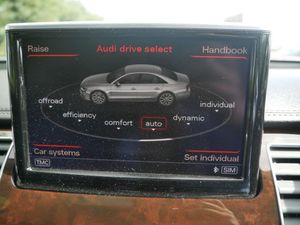 Raise Audi drive select Handbook
offroad individual
efficiency dynamic
comfort auto
Car systems Set individual
TMC SIM